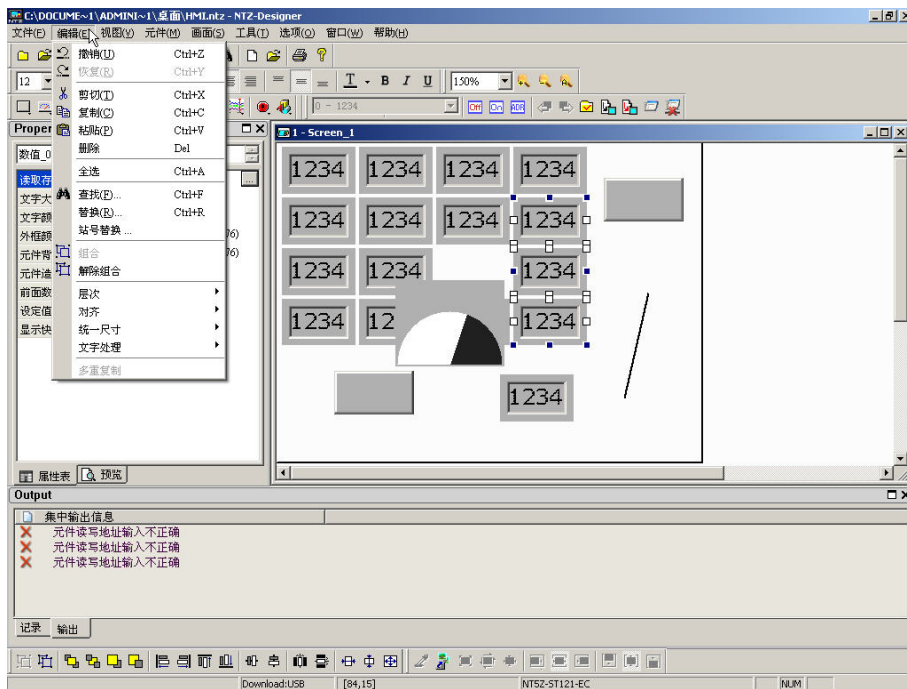 C:\DOCUME~1\ADMINI~1\桌面\HMI.ntz - NTZ-Designer
文件(F) 编辑(E) 视图(V) 元件(M) 画面(S) 工具(T) 选项(O) 窗口(W) 帮助(H)
12 150%
0 - 1234 Off On ADR
撤销(U) Ctrl+Z
恢复(R) Ctrl+Y
剪切(T) Ctrl+X
复制(C) Ctrl+C
粘贴(P) Ctrl+V
删除 Del
全选 Ctrl+A
查找(F)... Ctrl+F
替换(R)... Ctrl+R
站号替换 ...
组合
解除组合
层次
对齐
统一尺寸
文字处理
多重复制
Proper
数值_0
读取存
文字大
文字颜
外框颜
元件背
元件造
前面数
设定值
显示快
属性表 预览
1 - Screen_1
1234 1234 1234 1234
1234 1234 1234 1234
1234 1234 1234
1234 12 1234
1234
Output
集中输出信息
元件读写地址输入不正确
元件读写地址输入不正确
元件读写地址输入不正确
记录 输出
Download:USB [84,15] NT5Z-ST121-EC NUM